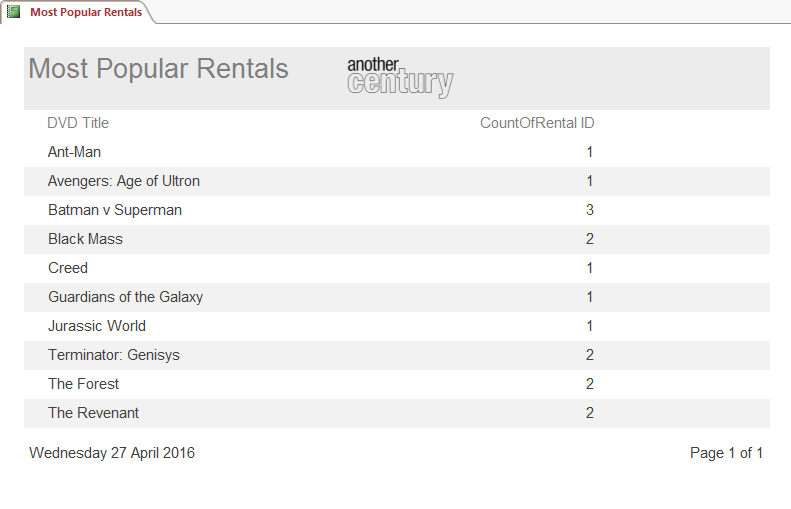 Most Popular Rentals
Most Popular Rentals
another
century
DVD Title CountOfRental ID
Ant-Man 1
Avengers: Age of Ultron 1
Batman v Superman 3
Black Mass 2
Creed 1
Guardians of the Galaxy 1
Jurassic World 1
Terminator: Genisys 2
The Forest 2
The Revenant 2
Wednesday 27 April 2016 Page 1 of 1